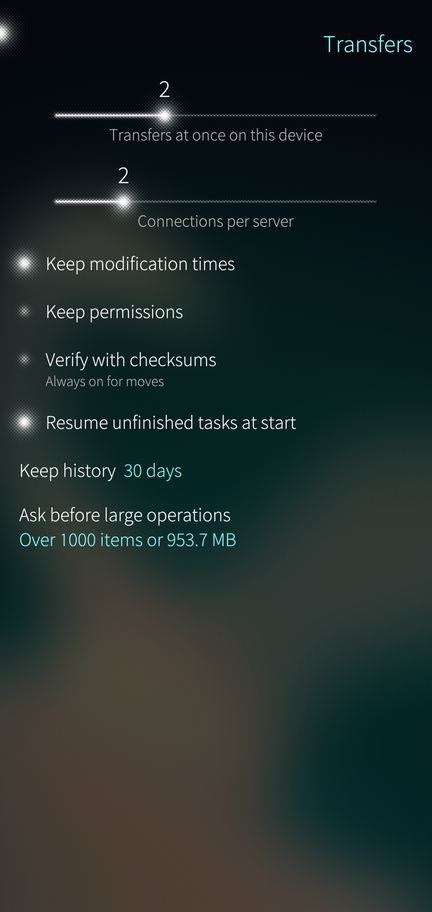 Transfers
2
Transfers at once on this device
2
Connections per server
Keep modification times
Keep permissions
Verify with checksums
Always on for moves
Resume unfinished tasks at start
Keep history 30 days
Ask before large operations
Over 1000 items or 953.7 MB